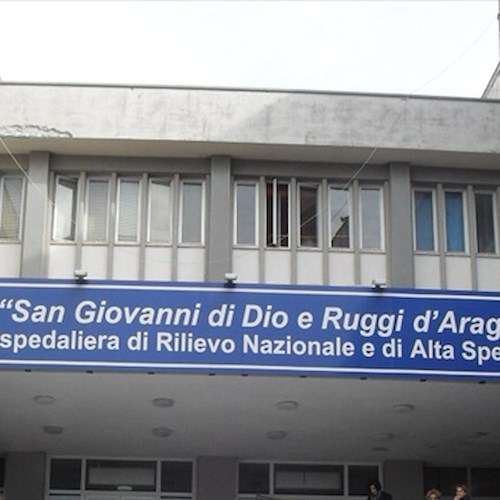 “San Giovanni di Dio e Ruggi d’Arag
spedaliera di Rilievo Nazionale e di Alta Spe